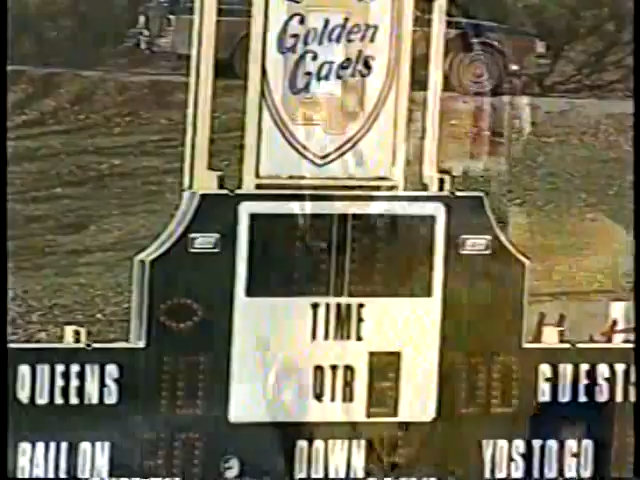 Golden
Gaels
TIME
QUEENS QTR GUESTS
BALL ON DOWN YDS TO GO